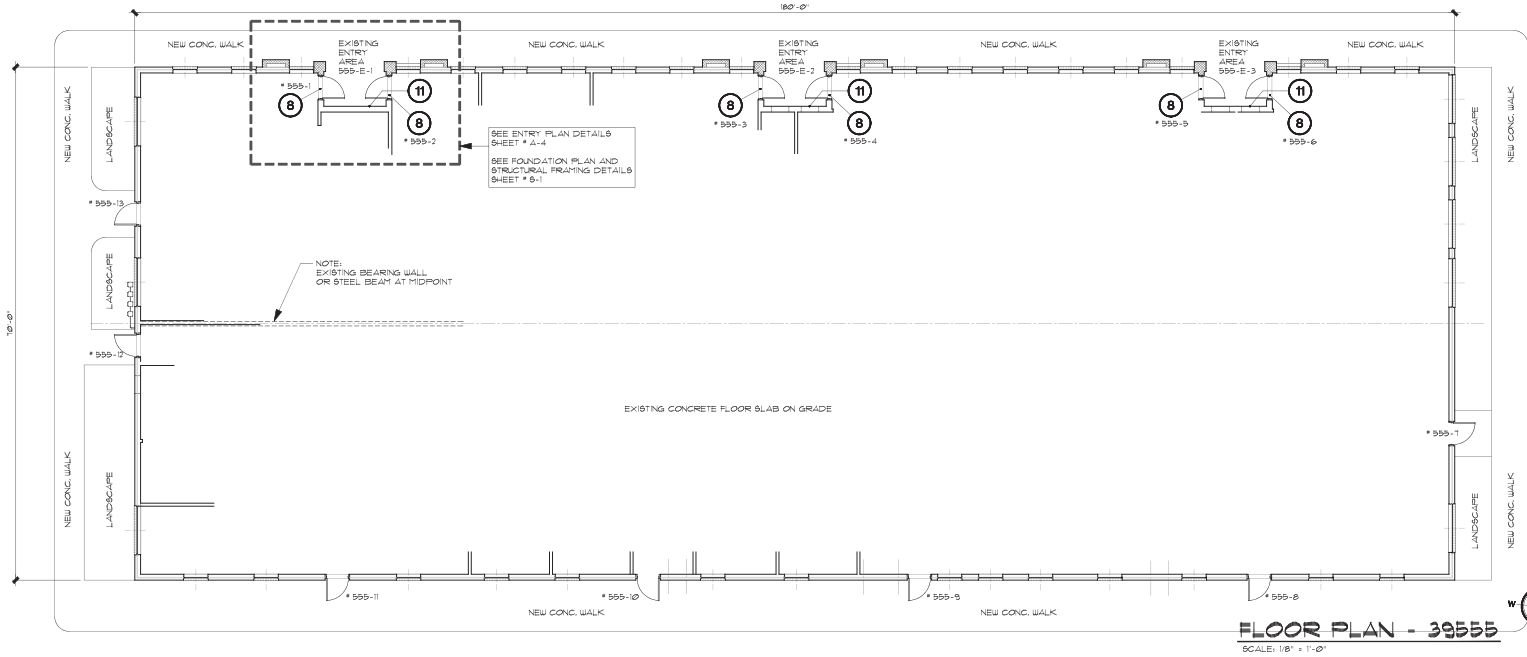 180'-0"
NEW CONC. WALK
EXISTING
ENTRY
AREA
555-E-1
NEW CONC. WALK
EXISTING
ENTRY
AREA
555-E-2
NEW CONC. WALK
EXISTING
ENTRY
AREA
555-E-3
NEW CONC. WALK
# 555-1
8
11
8
# 555-2
8
# 555-3
11
8
# 555-4
8
# 555-5
11
8
# 555-6
NEW CONC. WALK
LANDSCAPE
LANDSCAPE
NEW CONC. WALK
SEE ENTRY PLAN DETAILS
SHEET # A-4
SEE FOUNDATION PLAN AND
STRUCTURAL FRAMING DETAILS
SHEET # S-1
# 555-13
LANDSCAPE
NOTE:
EXISTING BEARING WALL
OR STEEL BEAM AT MIDPOINT
70'-0"
# 555-12
EXISTING CONCRETE FLOOR SLAB ON GRADE
# 555-7
NEW CONC. WALK
LANDSCAPE
LANDSCAPE
NEW CONC. WALK
# 555-11
# 555-10
# 555-9
# 555-8
NEW CONC. WALK
NEW CONC. WALK
W
FLOOR PLAN - 39555
SCALE: 1/8" = 1'-0"